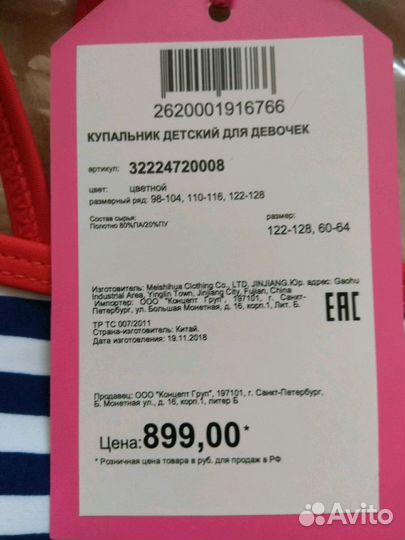 2620001916766
КУПАЛЬНИК ДЕТСКИЙ ДЛЯ ДЕВОЧЕК
артикул: 32224720008
цвет: цветной
размерный ряд: 98-104, 110-116, 122-128
Состав сырья: размер:
Полотно 80%ПА/20%ПУ 122-128, 60-64
Изготовитель: Meishihua Clothing Co., LTD, JINJIANG.Юр. адрес: Gaohu
Industrial Area, Yinglin Town, Jinjiang City, Fujian, China
Импортер: ООО "Концепт Груп", 197101, г. Санкт-
Петербург, ул. Большая Монетная, д. 16, корп.1, Лит. Б.
EAC
ТР ТС 007/2011
Страна-изготовитель: Китай.
Дата изготовления: 19.11.2018
Продавец: ООО "Концепт Груп", 197101, г. Санкт-Петербург,
Б. Монетная ул., д. 16, корп.1, литер Б
Цена: 899,00*
* Розничная цена товара в руб. для продаж в РФ
Avito